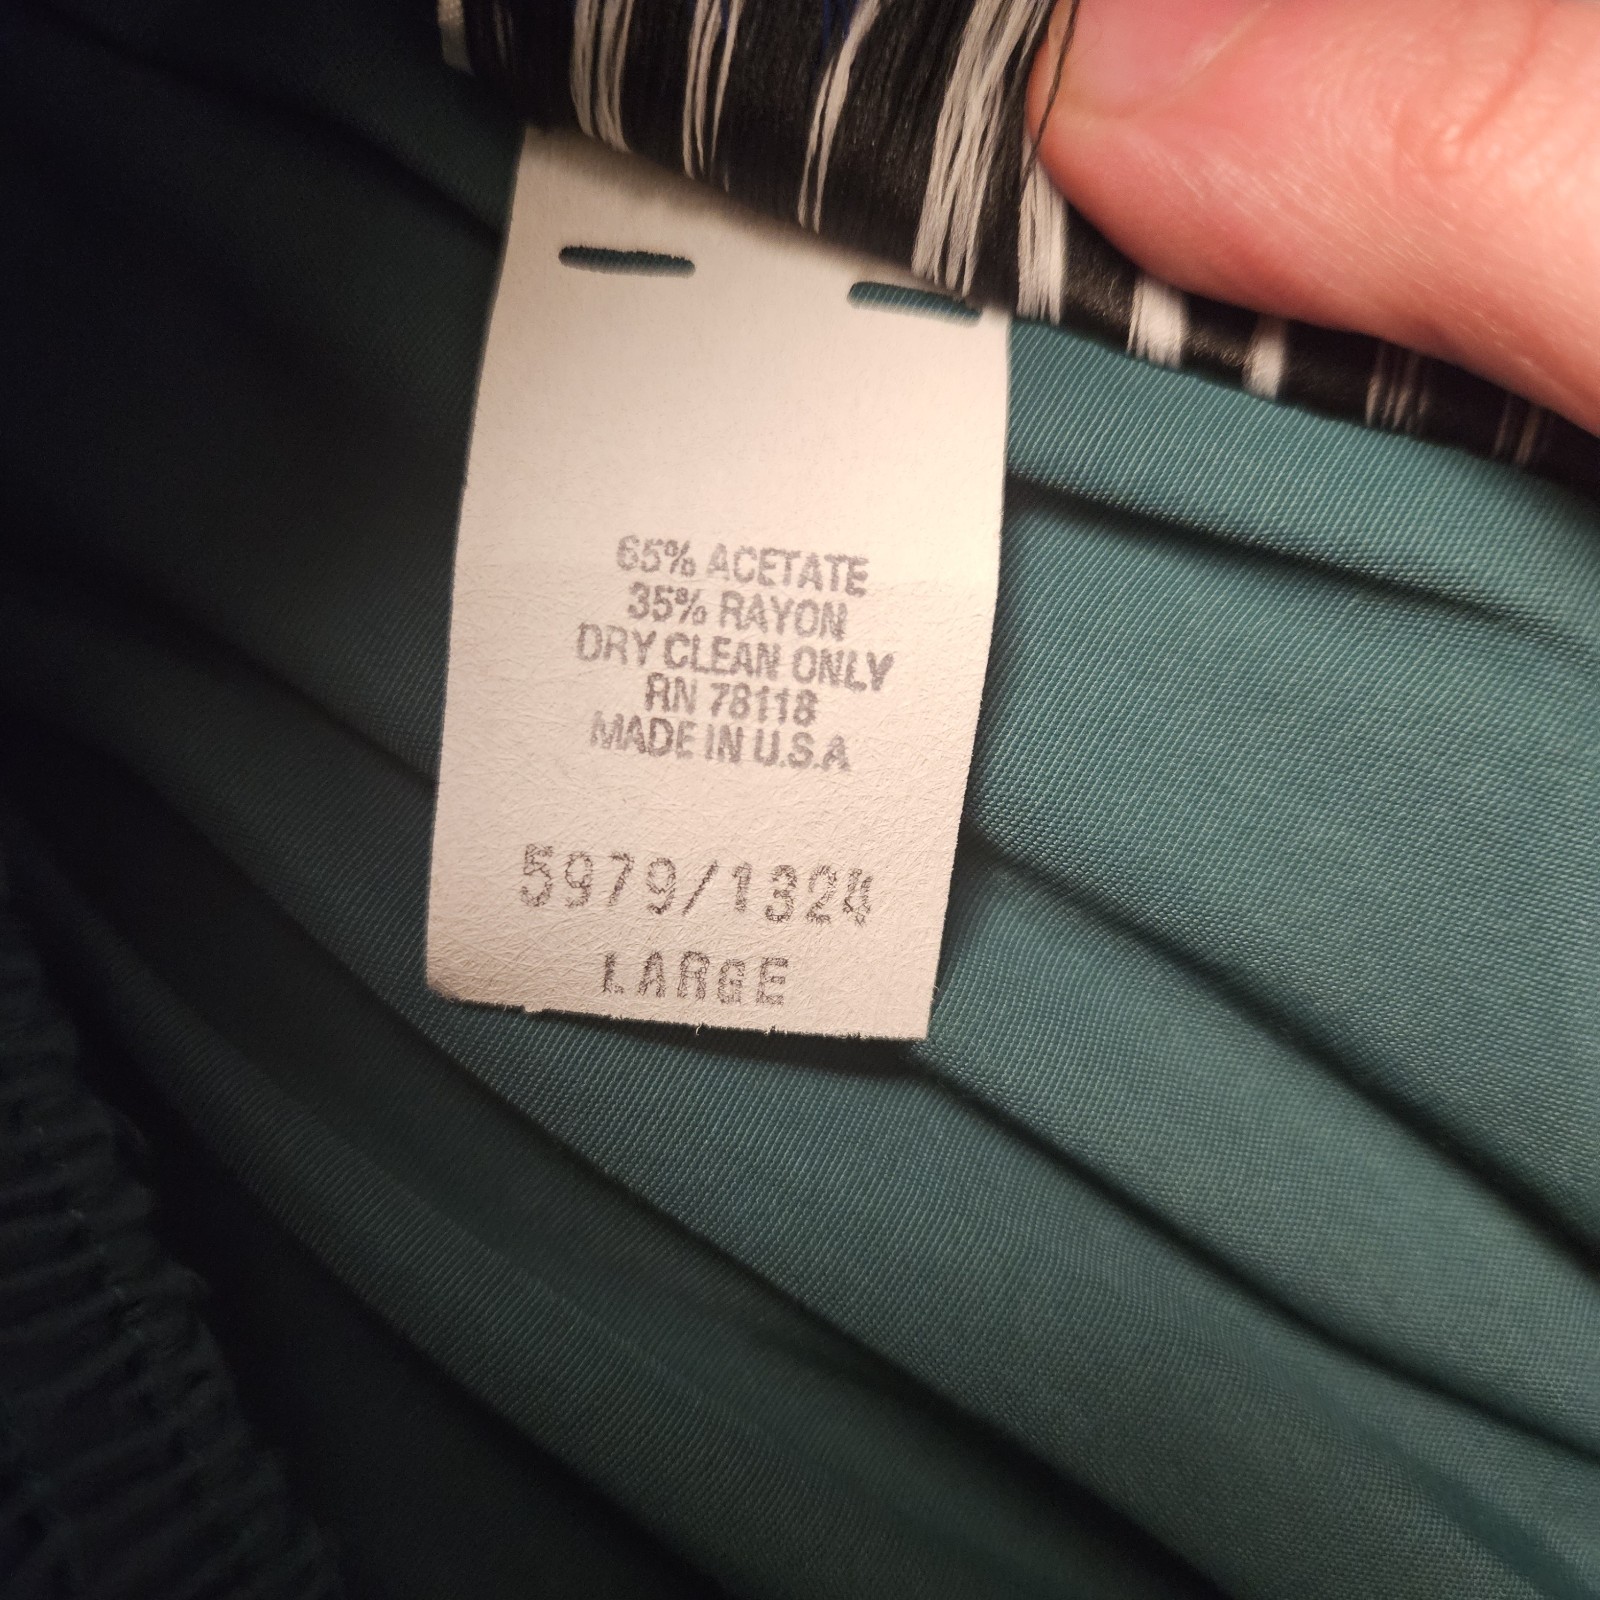 65% ACETATE
35% RAYON
DRY CLEAN ONLY
RN 78118
MADE IN U.S.A
5979/1324
LARGE